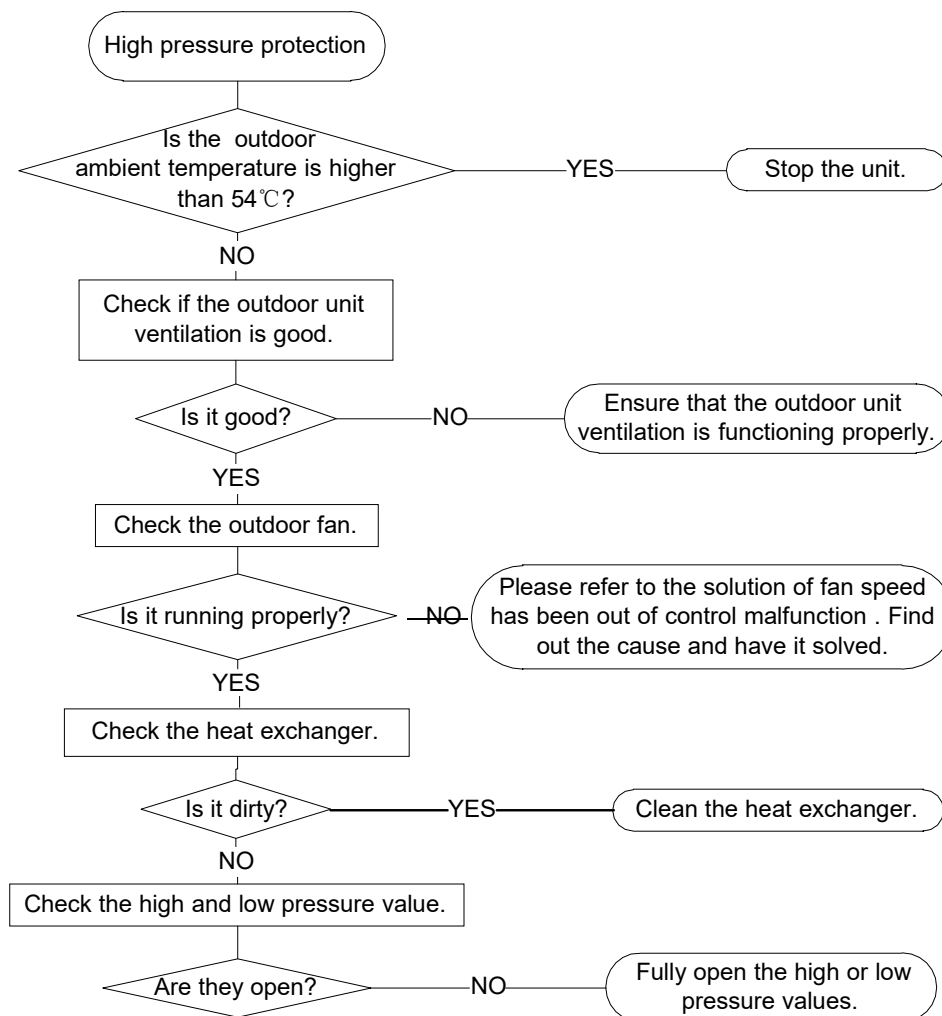 High pressure protection
Is the outdoor
ambient temperature is higher
than 54℃?
YES
Stop the unit.
NO
Check if the outdoor unit
ventilation is good.
Is it good?
NO
Ensure that the outdoor unit
ventilation is functioning properly.
YES
Check the outdoor fan.
Is it running properly?
NO
Please refer to the solution of fan speed
has been out of control malfunction . Find
out the cause and have it solved.
YES
Check the heat exchanger.
Is it dirty?
YES
Clean the heat exchanger.
NO
Check the high and low pressure value.
Are they open?
NO
Fully open the high or low
pressure values.